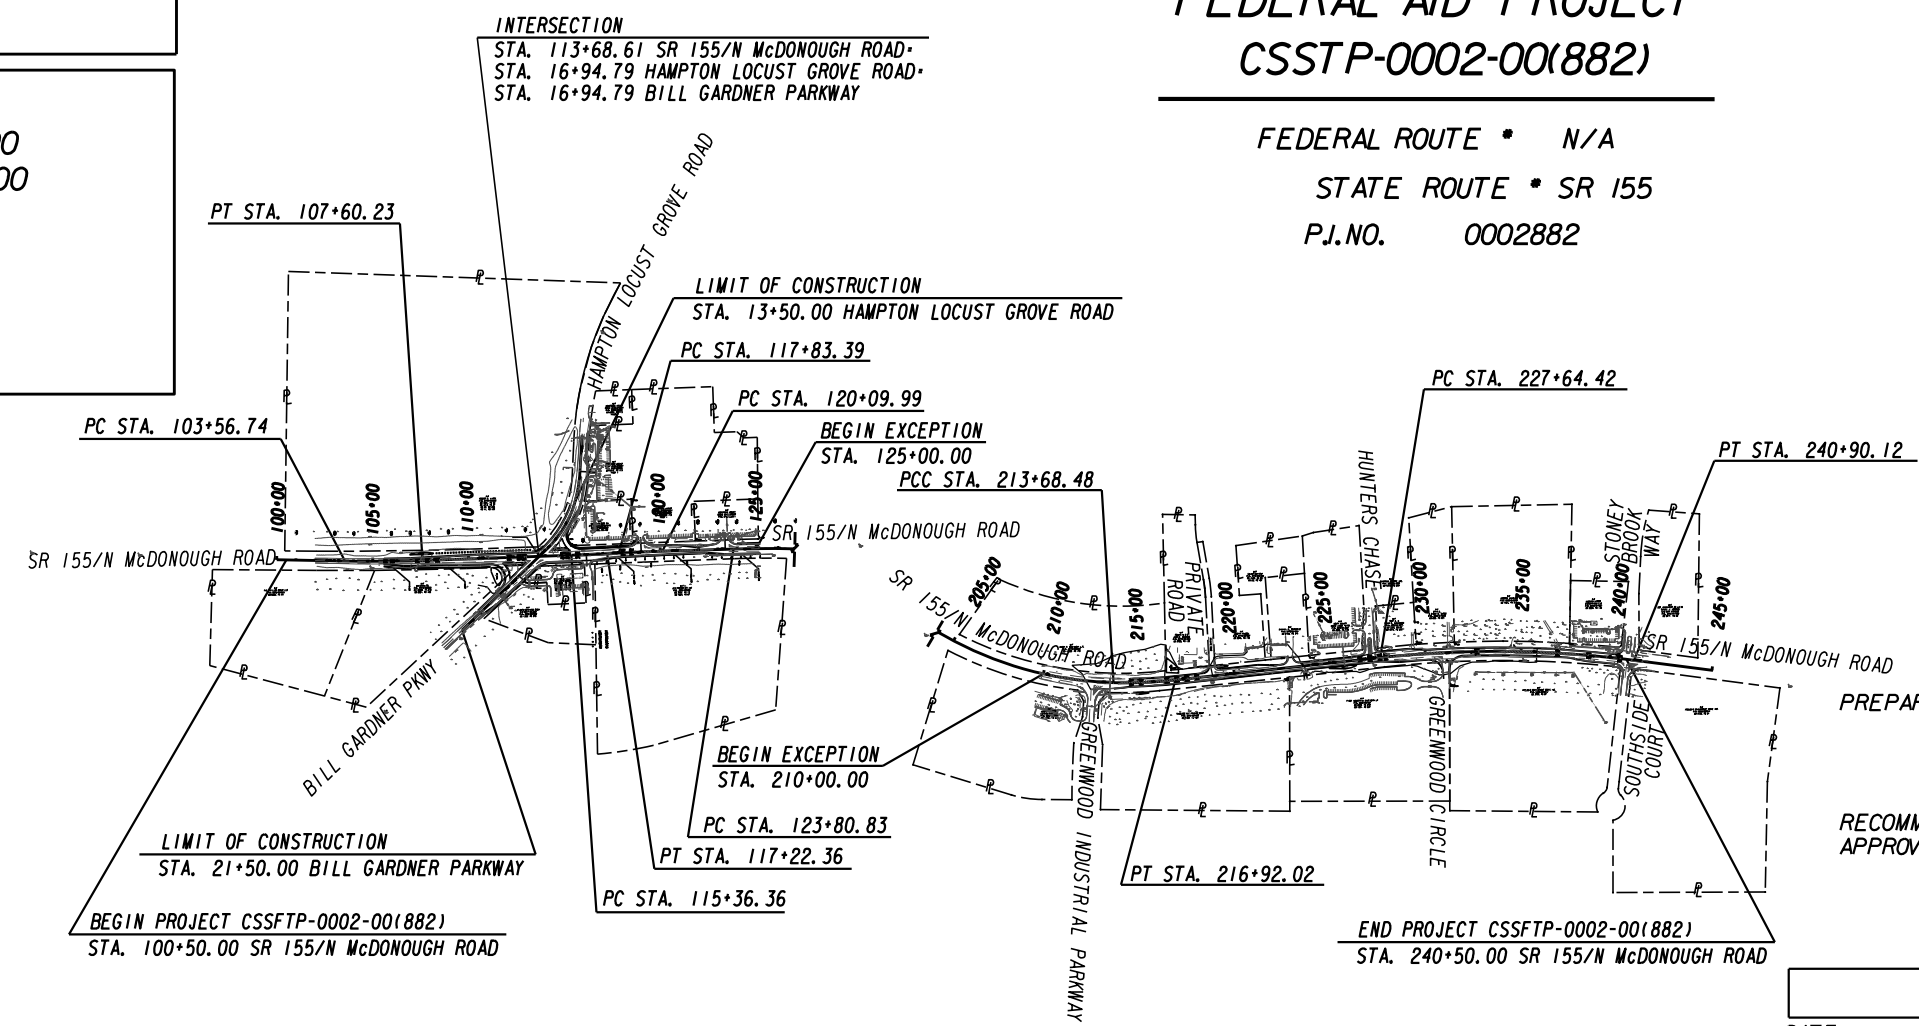 FEDERAL AID PROJECT
CSSTP-0002-00(882)
FEDERAL ROUTE # N/A
STATE ROUTE # SR 155
P.I.NO. 0002882
00
INTERSECTION
STA. 113+68.61 SR 155/N McDONOUGH ROAD=
STA. 16+94.79 HAMPTON LOCUST GROVE ROAD=
STA. 16+94.79 BILL GARDNER PARKWAY
PT STA. 107+60.23
HAMPTON LOCUST GROVE ROAD
LIMIT OF CONSTRUCTION
STA. 13+50.00 HAMPTON LOCUST GROVE ROAD
PC STA. 117+83.39
PC STA. 120+09.99
PC STA. 103+56.74
BEGIN EXCEPTION
STA. 125+00.00
PCC STA. 213+68.48
PC STA. 227+64.42
PT STA. 240+90.12
100+00
105+00
110+00
120+00
125+00
SR 155/N McDONOUGH ROAD
SR 155/N McDONOUGH ROAD
SR 155/N McDONOUGH ROAD
205+00
210+00
215+00
PRIVATE
ROAD
220+00
225+00
HUNTERS CHASE
230+00
235+00
240+00
STONEY
BROOK
WAY
245+00
SR 155/N McDONOUGH ROAD
BILL GARDNER PKWY
BEGIN EXCEPTION
STA. 210+00.00
GREENWOOD INDUSTRIAL PARKWAY
GREENWOOD CIRCLE
SOUTHSIDE
COURT
PREPAR
PC STA. 123+80.83
PT STA. 117+22.36
PC STA. 115+36.36
PT STA. 216+92.02
LIMIT OF CONSTRUCTION
STA. 21+50.00 BILL GARDNER PARKWAY
RECOMM
APPROV
BEGIN PROJECT CSSFTP-0002-00(882)
STA. 100+50.00 SR 155/N McDONOUGH ROAD
END PROJECT CSSFTP-0002-00(882)
STA. 240+50.00 SR 155/N McDONOUGH ROAD